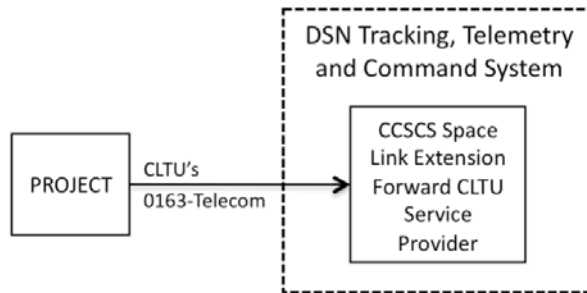 DSN Tracking, Telemetry
and Command System
PROJECT
CLTU's
0163-Telecom
CCSCS Space
Link Extension
Forward CLTU
Service
Provider